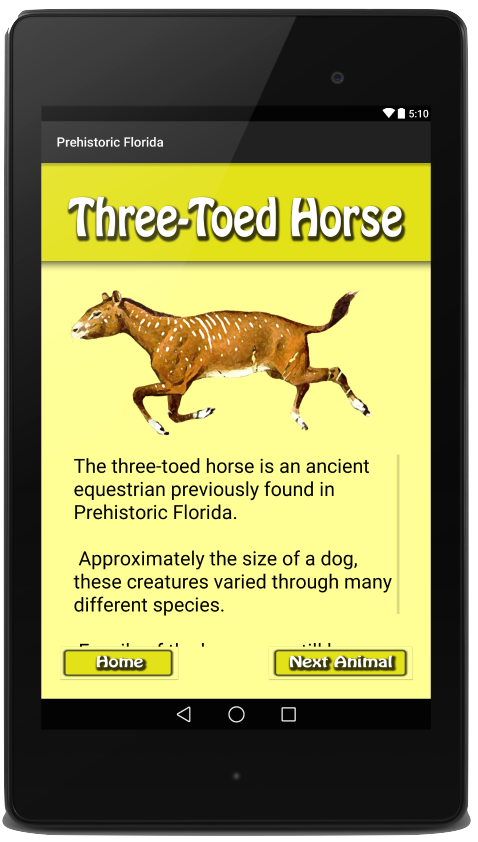 5:10
Prehistoric Florida
Three-Toed Horse
The three-toed horse is an ancient
equestrian previously found in
Prehistoric Florida.
Approximately the size of a dog,
these creatures varied through many
different species.
Home
Next Animal